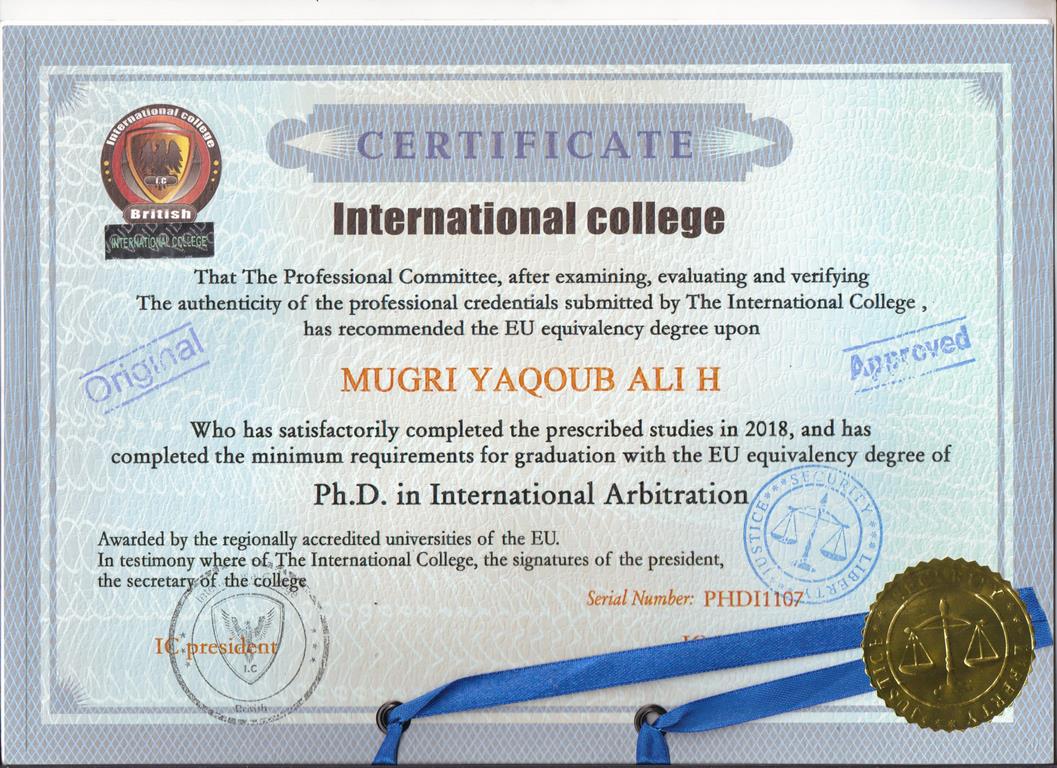 International college
I.C
British
INTERNATIONAL COLLEGE
CERTIFICATE
International college
That The Professional Committee, after examining, evaluating and verifying
The authenticity of the professional credentials submitted by The International College ,
has recommended the EU equivalency degree upon
Original
Approved
MUGRI YAQOUB ALI H
Who has satisfactorily completed the prescribed studies in 2018, and has
completed the minimum requirements for graduation with the EU equivalency degree of
Ph.D. in International Arbitration
JUSTICE SECURITY LIBERTY
Awarded by the regionally accredited universities of the EU.
In testimony where of The International College, the signatures of the president,
the secretary of the college
Serial Number: PHDI1107
IC president
I.C
British
JUSTICE SECURITY LIBERTY